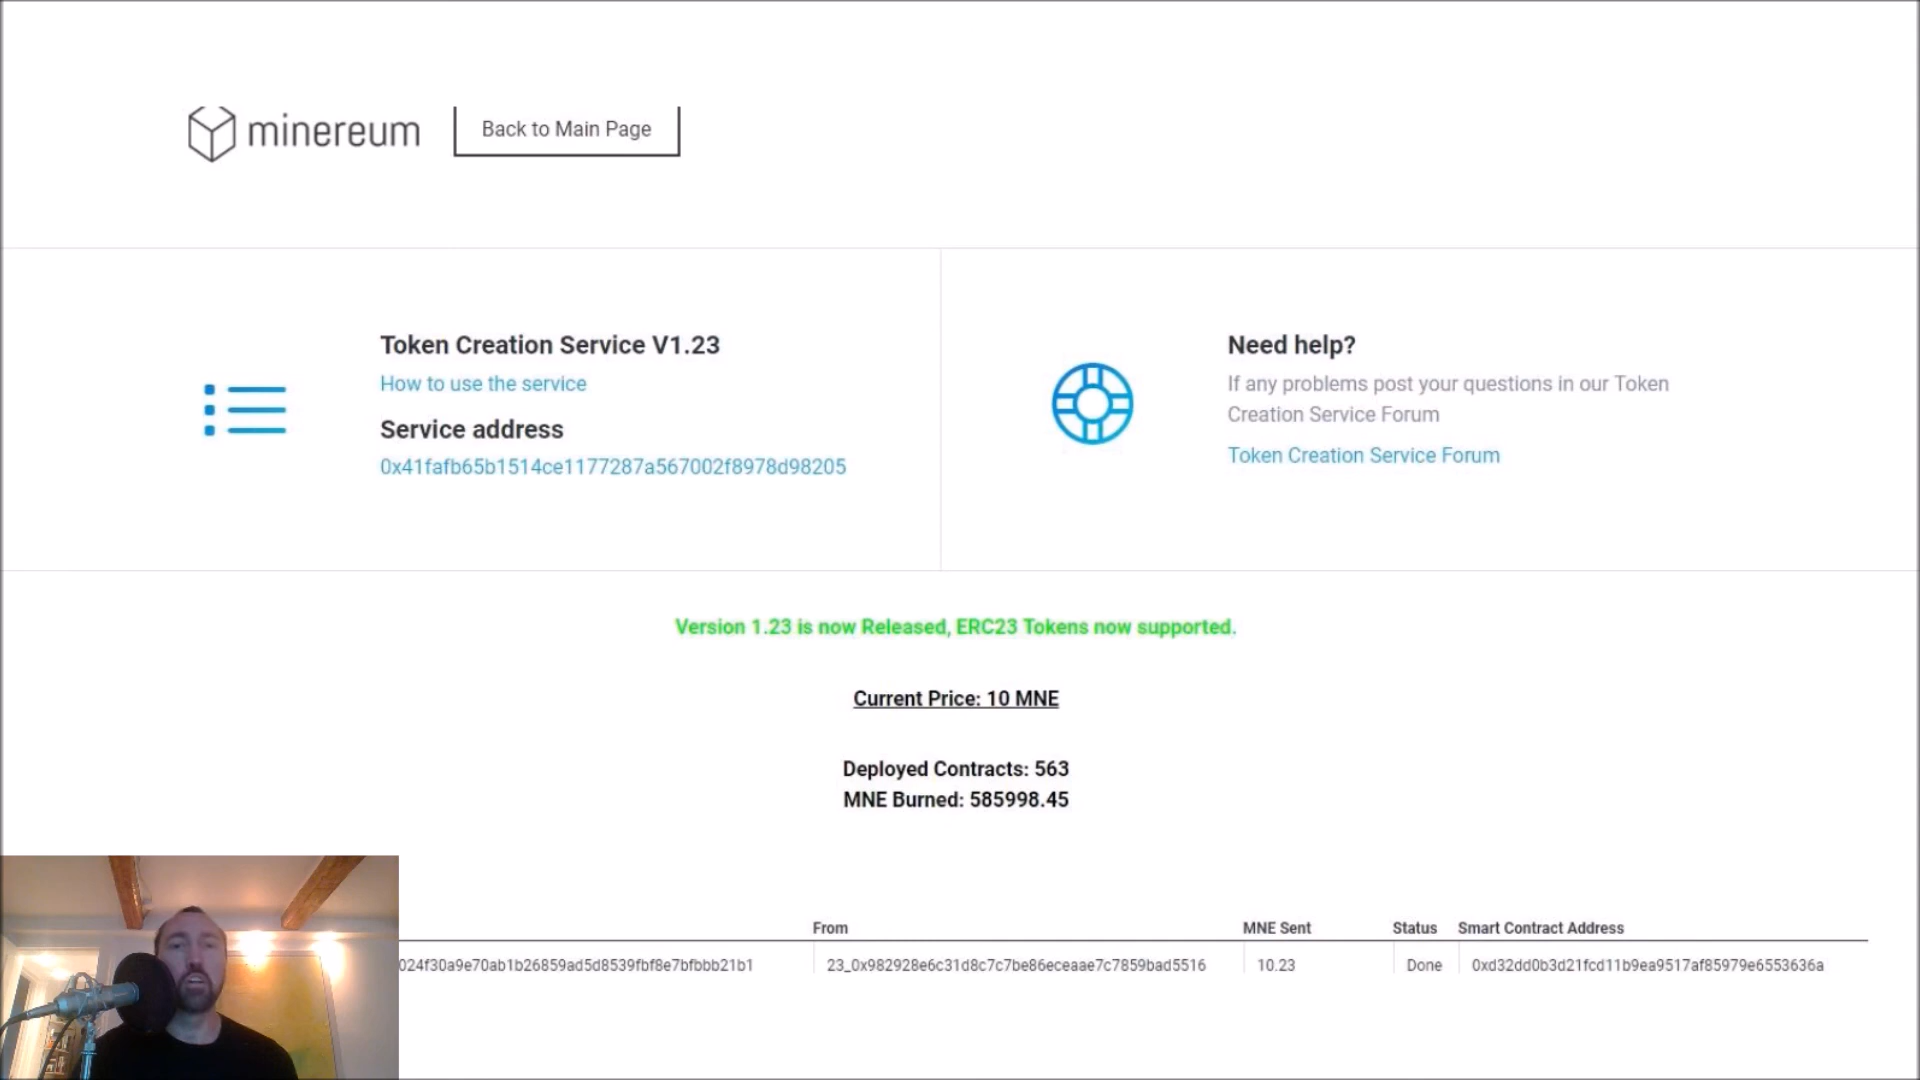 minereum
Back to Main Page
Token Creation Service V1.23
How to use the service
Service address
0x41fafb65b1514ce1177287a567002f8978d98205
Need help?
If any problems post your questions in our Token
Creation Service Forum
Token Creation Service Forum
Version 1.23 is now Released, ERC23 Tokens now supported.
Current Price: 10 MNE
Deployed Contracts: 563
MNE Burned: 585998.45
From MNE Sent Status Smart Contract Address
024f30a9e70ab1b26859ad5d8539fbf8e7bfbbb21b1 23_0x982928e6c31d8c7c7be86eceaae7c7859bad5516 10.23 Done 0xd32dd0b3d21fcd11b9ea9517af85979e6553636a